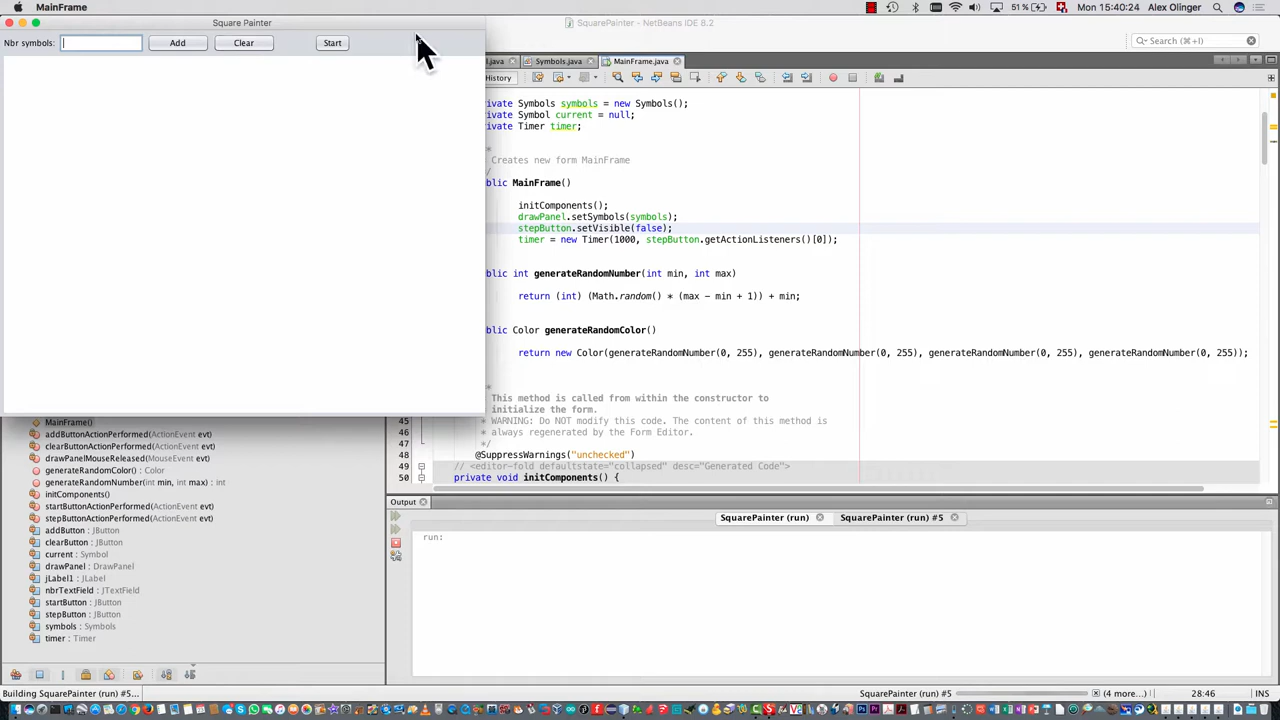 MainFrame
51 %
Mon 15:40:24
Alex Olinger
Square Painter
SquarePainter - NetBeans IDE 8.2
Nbr symbols:
Add
Clear
Start
Search (⌘+I)
l.java
Symbols.java
MainFrame.java
History
ivate Symbols symbols = new Symbols();
ivate Symbol current = null;
ivate Timer timer;
*
Creates new form MainFrame
/
blic MainFrame()
initComponents();
drawPanel.setSymbols(symbols);
stepButton.setVisible(false);
timer = new Timer(1000, stepButton.getActionListeners()[0]);
blic int generateRandomNumber(int min, int max)
return (int) (Math.random() * (max - min + 1)) + min;
blic Color generateRandomColor()
return new Color(generateRandomNumber(0, 255), generateRandomNumber(0, 255), generateRandomNumber(0, 255), generateRandomNumber(0, 255));
*
This method is called from within the constructor to
initialize the form.
45 * WARNING: Do NOT modify this code. The content of this method is
46 * always regenerated by the Form Editor.
47 */
48 @SuppressWarnings("unchecked")
49 // <editor-fold defaultstate="collapsed" desc="Generated Code">
50 private void initComponents() {
MainFrame()
addButtonActionPerformed(ActionEvent evt)
clearButtonActionPerformed(ActionEvent evt)
drawPanelMouseReleased(MouseEvent evt)
generateRandomColor() : Color
generateRandomNumber(int min, int max) : int
initComponents()
startButtonActionPerformed(ActionEvent evt)
stepButtonActionPerformed(ActionEvent evt)
addButton : JButton
clearButton : JButton
current : Symbol
drawPanel : DrawPanel
jLabel1 : JLabel
nbrTextField : JTextField
startButton : JButton
stepButton : JButton
symbols : Symbols
timer : Timer
Output
SquarePainter (run)
SquarePainter (run) #5
run:
Building SquarePainter (run) #5...
SquarePainter (run) #5
(4 more...)
28:46
INS